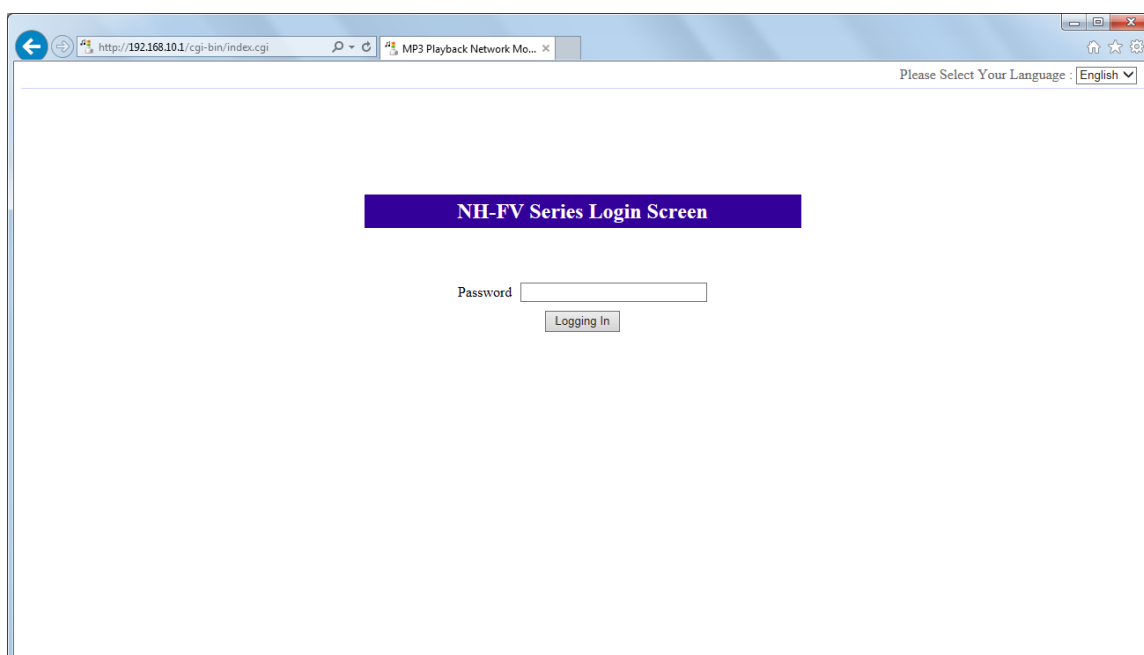 http://192.168.10.1/cgi-bin/index.cgi
MP3 Playback Network Mo...
Please Select Your Language : English
NH-FV Series Login Screen
Password
Logging In